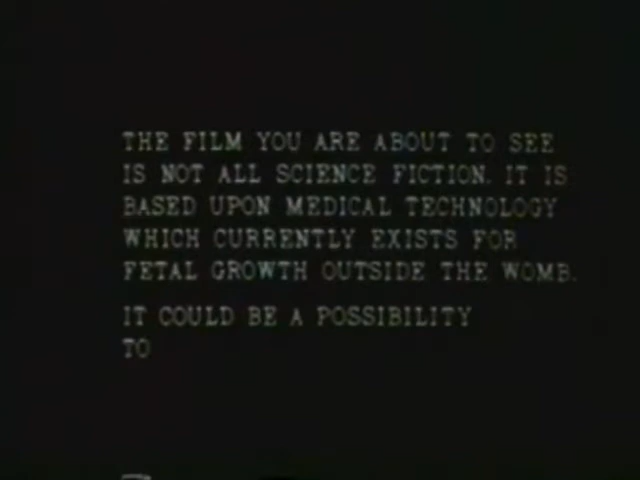 THE FILM YOU ARE ABOUT TO SEE
IS NOT ALL SCIENCE FICTION. IT IS
BASED UPON MEDICAL TECHNOLOGY
WHICH CURRENTLY EXISTS FOR
FETAL GROWTH OUTSIDE THE WOMB.
IT COULD BE A POSSIBILITY
TO